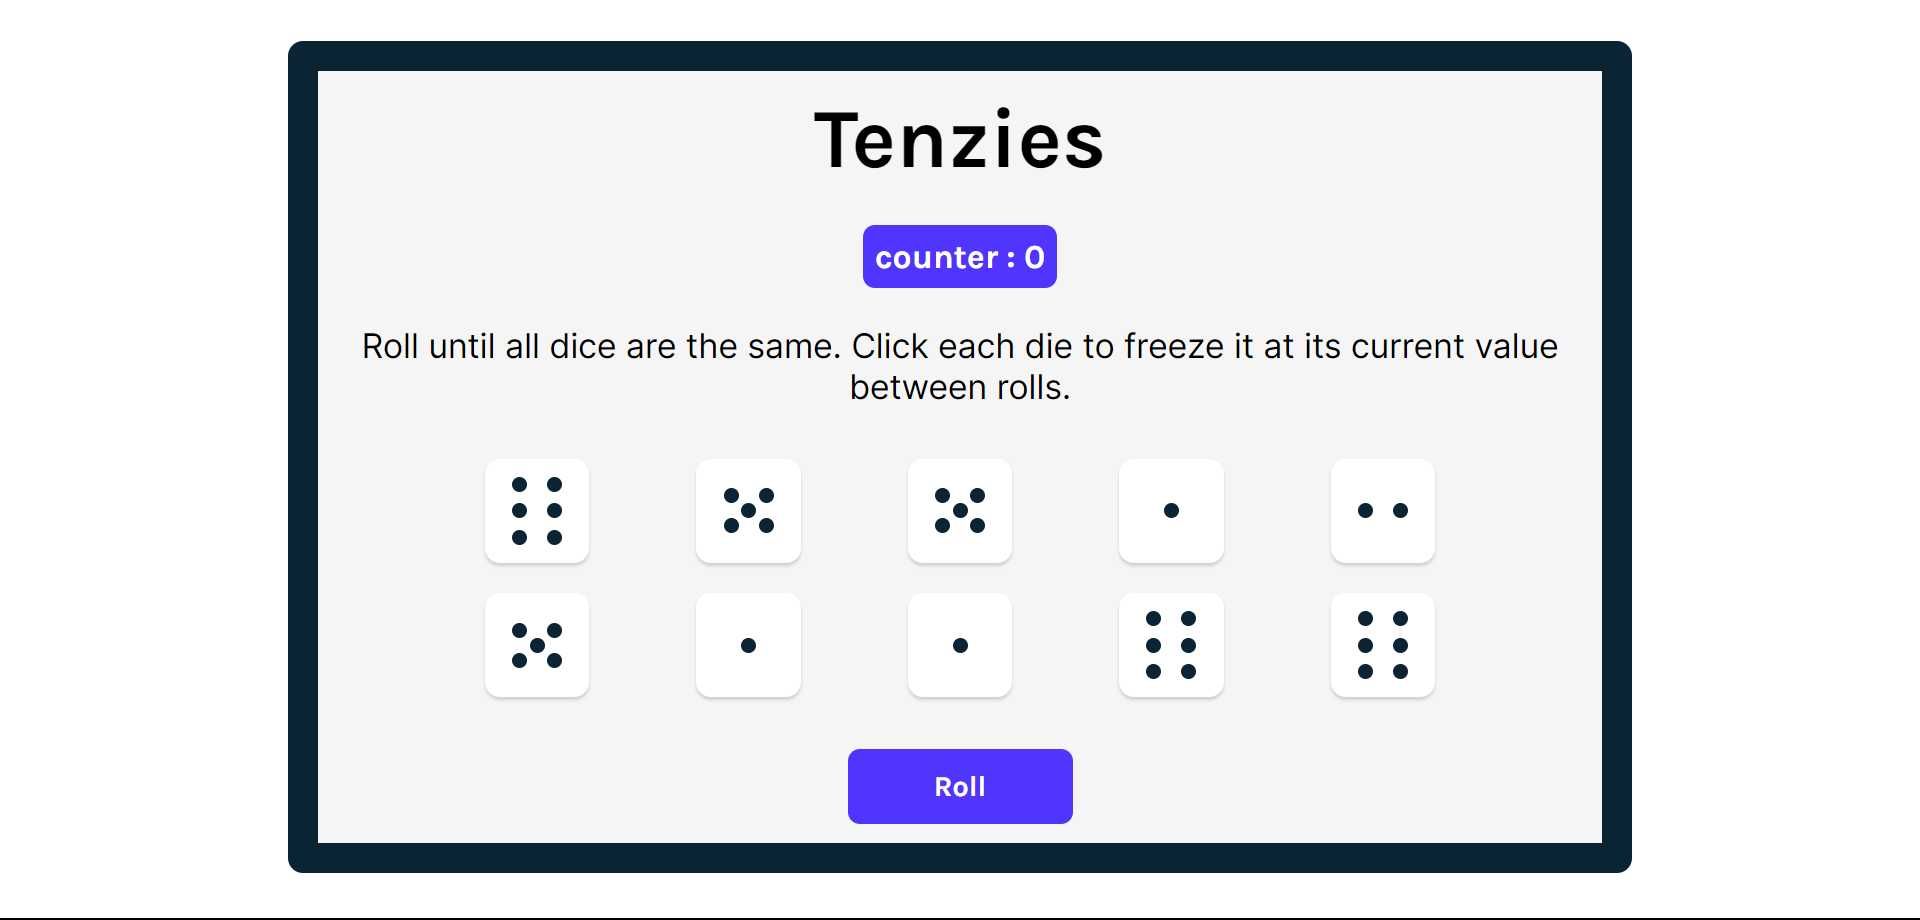 Tenzies
counter : 0
Roll until all dice are the same. Click each die to freeze it at its current value
between rolls.
Roll